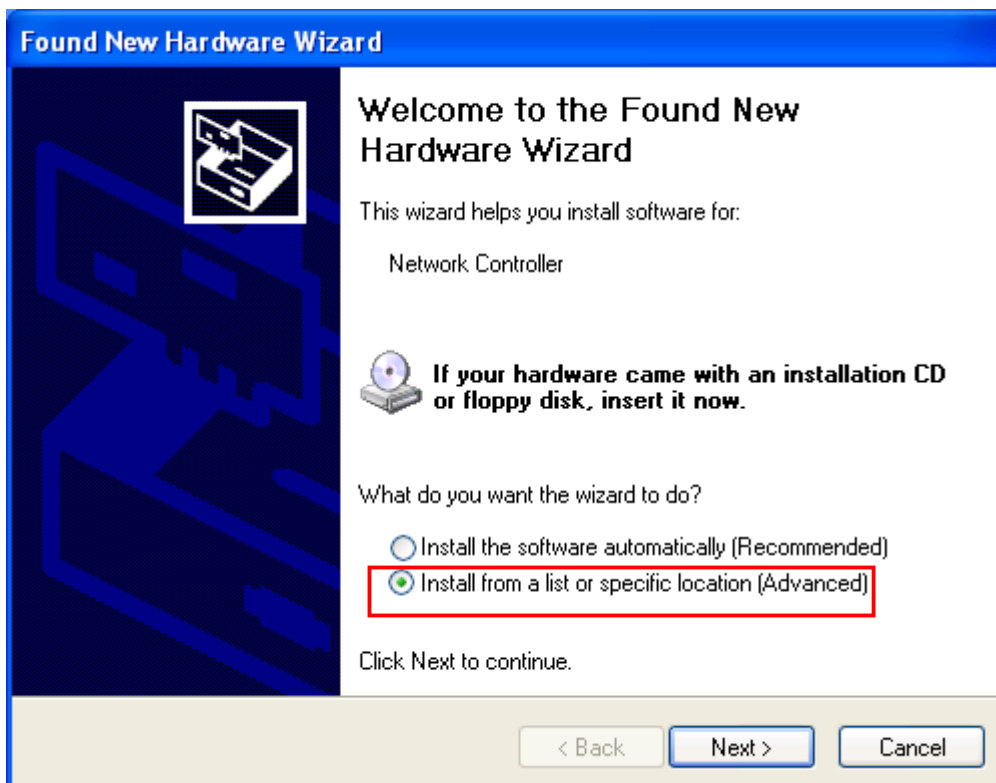 Found New Hardware Wizard
Welcome to the Found New
Hardware Wizard
This wizard helps you install software for:
Network Controller
If your hardware came with an installation CD
or floppy disk, insert it now.
What do you want the wizard to do?
Install the software automatically (Recommended)
Install from a list or specific location (Advanced)
Click Next to continue.
< Back Next > Cancel